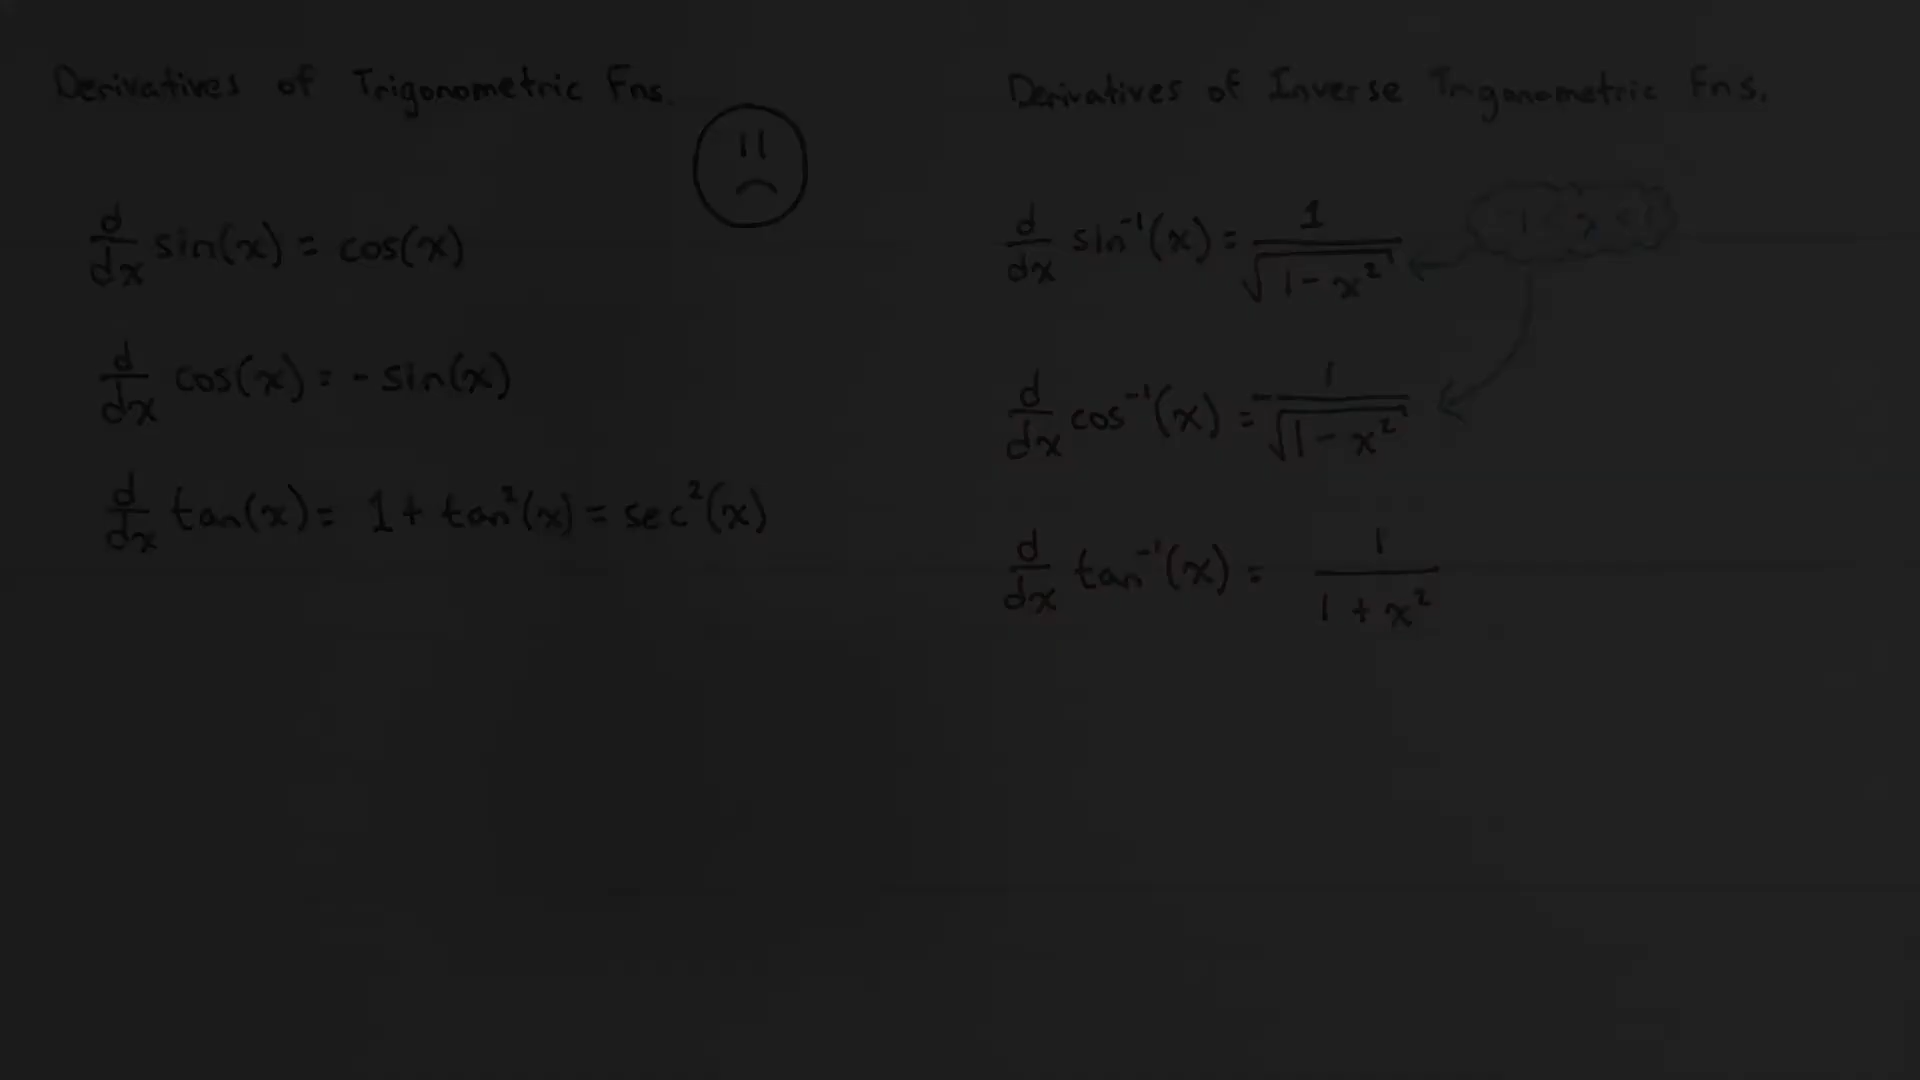 Derivatives of Trigonometric Fns.
d/dx sin(x) = cos(x)
d/dx cos(x) = - sin(x)
d/dx tan(x) = 1 + tan²(x) = sec²(x)
Derivatives of Inverse Trigonometric Fns.
d/dx sin⁻¹(x) = 1/√(1 - x²)
d/dx cos⁻¹(x) = - 1/√(1 - x²)
d/dx tan⁻¹(x) = 1/(1 + x²)